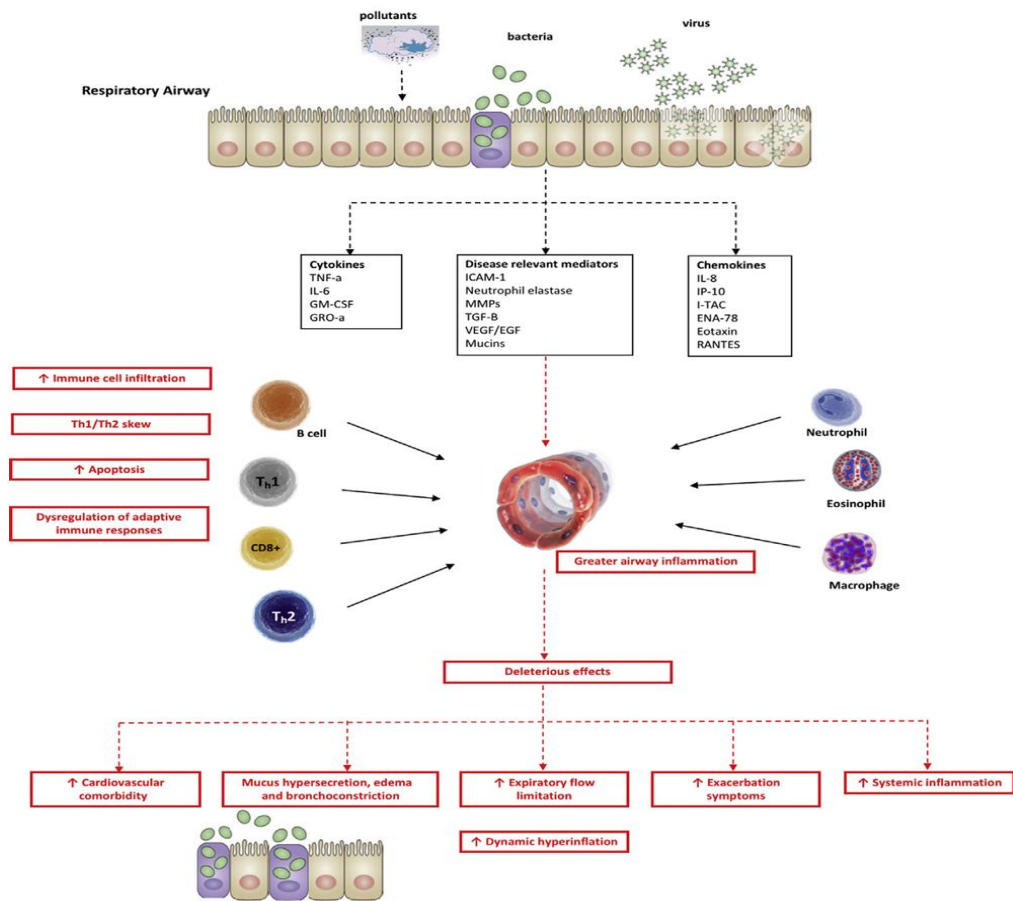 pollutants
bacteria
virus
Respiratory Airway
Cytokines
TNF-a
IL-6
GM-CSF
GRO-a
Disease relevant mediators
ICAM-1
Neutrophil elastase
MMPs
TGF-B
VEGF/EGF
Mucins
Chemokines
IL-8
IP-10
I-TAC
ENA-78
Eotaxin
RANTES
↑ Immune cell infiltration
Th1/Th2 skew
↑ Apoptosis
Dysregulation of adaptive
immune responses
B cell
Th1
CD8+
Th2
Neutrophil
Eosinophil
Macrophage
Greater airway inflammation
Deleterious effects
↑ Cardiovascular
comorbidity
Mucus hypersecretion, edema
and bronchoconstriction
↑ Expiratory flow
limitation
↑ Exacerbation
symptoms
↑ Systemic inflammation
↑ Dynamic hyperinflation